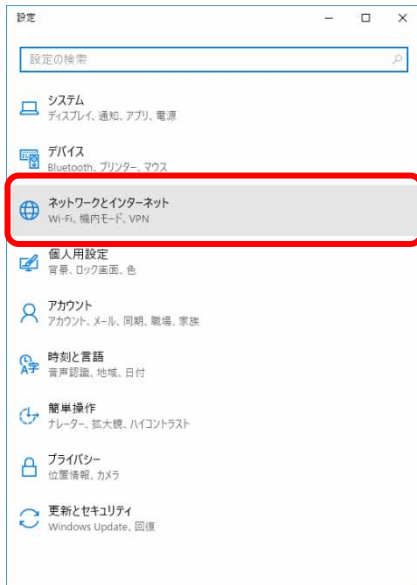 設定
設定の検索
システム
ディスプレイ、通知、アプリ、電源
デバイス
Bluetooth、プリンター、マウス
ネットワークとインターネット
Wi-Fi、機内モード、VPN
個人用設定
背景、ロック画面、色
アカウント
アカウント、メール、同期、職場、家族
時刻と言語
音声認識、地域、日付
簡単操作
ナレーター、拡大鏡、ハイコントラスト
プライバシー
位置情報、カメラ
更新とセキュリティ
Windows Update、回復